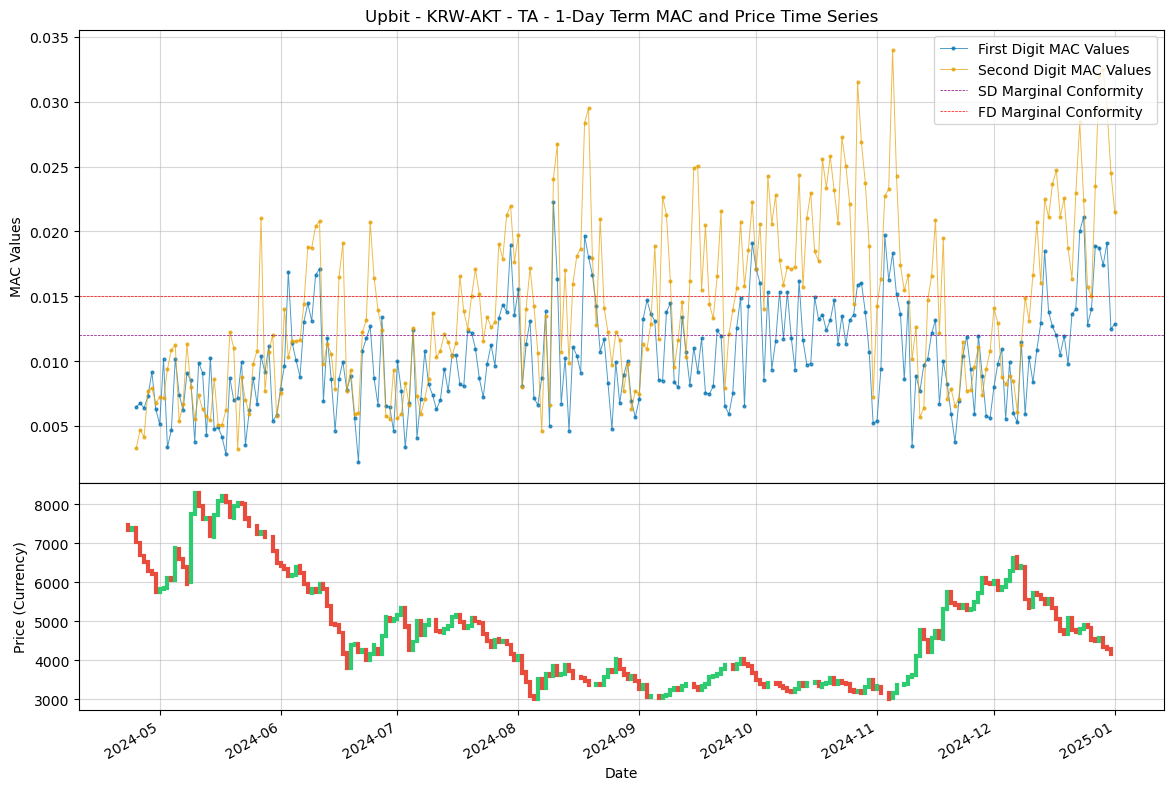 Upbit - KRW-AKT - TA - 1-Day Term MAC and Price Time Series
0.035
0.030
0.025
0.020
0.015
0.010
0.005
MAC Values
First Digit MAC Values
Second Digit MAC Values
SD Marginal Conformity
FD Marginal Conformity
8000
7000
6000
5000
4000
3000
Price (Currency)
2024-05
2024-06
2024-07
2024-08
2024-09
2024-10
2024-11
2024-12
2025-01
Date